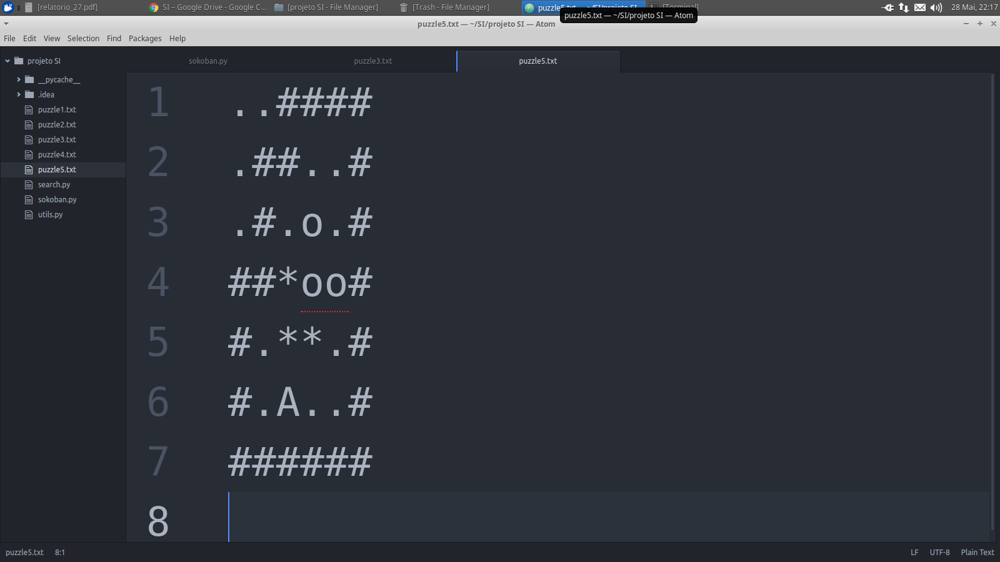 [relatorio_27.pdf]
SI – Google Drive - Google C...
[projeto SI - File Manager]
[Trash - File Manager]
28 Mai, 22:17
puzzle5.txt — ~/SI/projeto SI — Atom
puzzle5.txt — ~/SI/projeto SI — Atom
File Edit View Selection Find Packages Help
projeto SI
sokoban.py
puzzle3.txt
puzzle5.txt
__pycache__
.idea
puzzle1.txt
puzzle2.txt
puzzle3.txt
puzzle4.txt
puzzle5.txt
search.py
sokoban.py
utils.py
1 ..####
2 .##..#
3 .#.o.#
4 ##*oo#
5 #.**.#
6 #.A..#
7 ######
8
puzzle5.txt 8:1
LF UTF-8 Plain Text